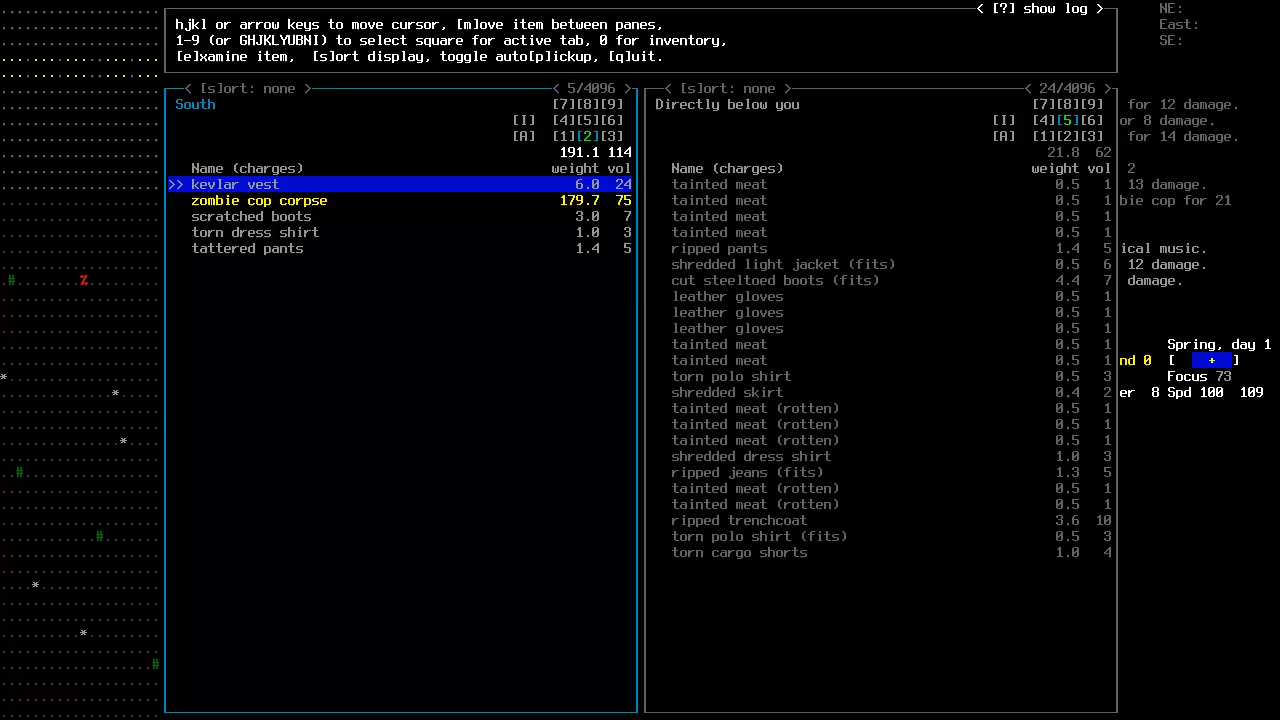 < [?] show log >
hjkl or arrow keys to move cursor, [m]ove item between panes,
1-9 (or GHJKLYUBNI) to select square for active tab, 0 for inventory,
[e]xamine item,  [s]ort display, toggle auto[p]ickup, [q]uit.
NE:
East:
SE:
< [s]ort: none >
< 5/4096 >
South
[7][8][9]
[I] [4][5][6]
[A] [1][2][3]
191.1 114
Name (charges) weight vol
>> kevlar vest 6.0 24
zombie cop corpse 179.7 75
scratched boots 3.0 7
torn dress shirt 1.0 3
tattered pants 1.4 5
< [s]ort: none >
< 24/4096 >
Directly below you
[7][8][9]
[I] [4][5][6]
[A] [1][2][3]
21.8 62
Name (charges) weight vol
tainted meat 0.5 1
tainted meat 0.5 1
tainted meat 0.5 1
tainted meat 0.5 1
ripped pants 1.4 5
shredded light jacket (fits) 0.5 6
cut steeltoed boots (fits) 4.4 7
leather gloves 0.5 1
leather gloves 0.5 1
leather gloves 0.5 1
tainted meat 0.5 1
tainted meat 0.5 1
torn polo shirt 0.5 3
shredded skirt 0.4 2
tainted meat (rotten) 0.5 1
tainted meat (rotten) 0.5 1
tainted meat (rotten) 0.5 1
shredded dress shirt 1.0 3
ripped jeans (fits) 1.3 5
tainted meat (rotten) 0.5 1
tainted meat (rotten) 0.5 1
ripped trenchcoat 3.6 10
torn polo shirt (fits) 0.5 3
torn cargo shorts 1.0 4
for 12 damage.
or 8 damage.
for 14 damage.
2
13 damage.
bie cop for 21
ical music.
12 damage.
damage.
Spring, day 1
nd 0 [ + ]
Focus 73
er 8 Spd 100 109